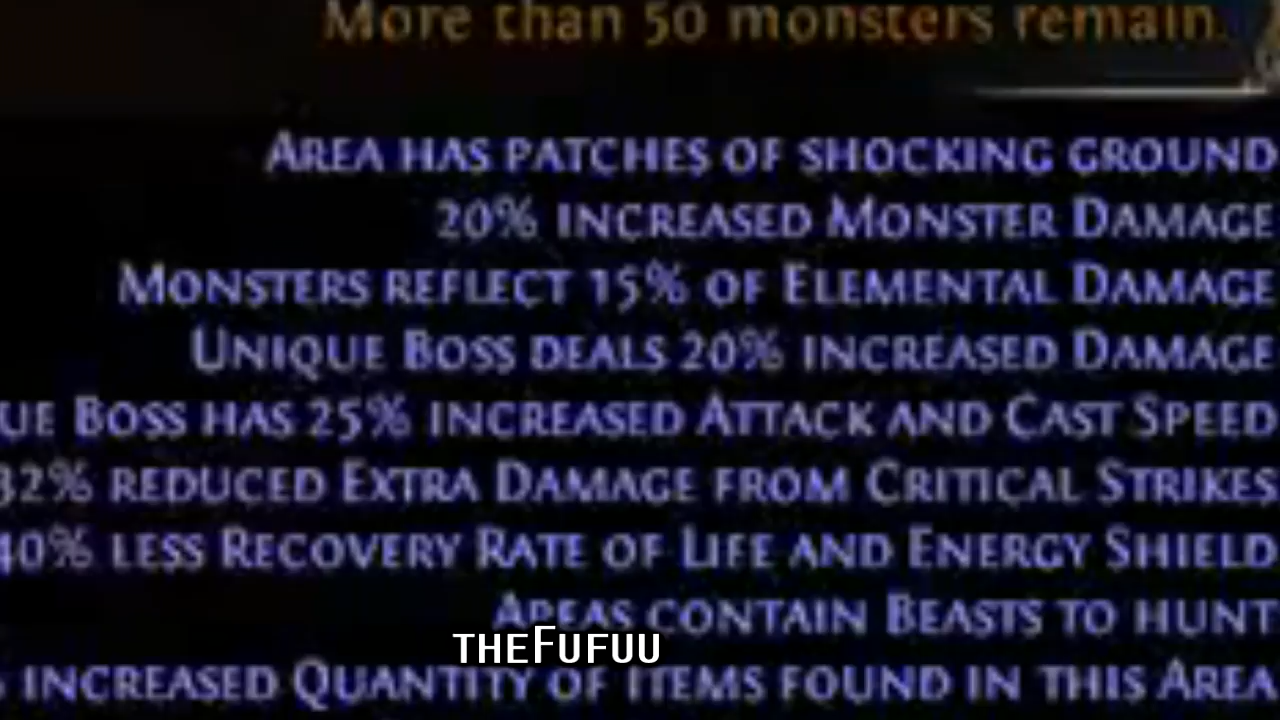 More than 50 monsters remain.
AREA HAS PATCHES OF SHOCKING GROUND
20% INCREASED MONSTER DAMAGE
MONSTERS REFLECT 15% OF ELEMENTAL DAMAGE
UNIQUE BOSS DEALS 20% INCREASED DAMAGE
UE BOSS HAS 25% INCREASED ATTACK AND CAST SPEED
32% REDUCED EXTRA DAMAGE FROM CRITICAL STRIKES
40% LESS RECOVERY RATE OF LIFE AND ENERGY SHIELD
AREAS CONTAIN BEASTS TO HUNT
THEFUFUU
INCREASED QUANTITY OF ITEMS FOUND IN THIS AREA